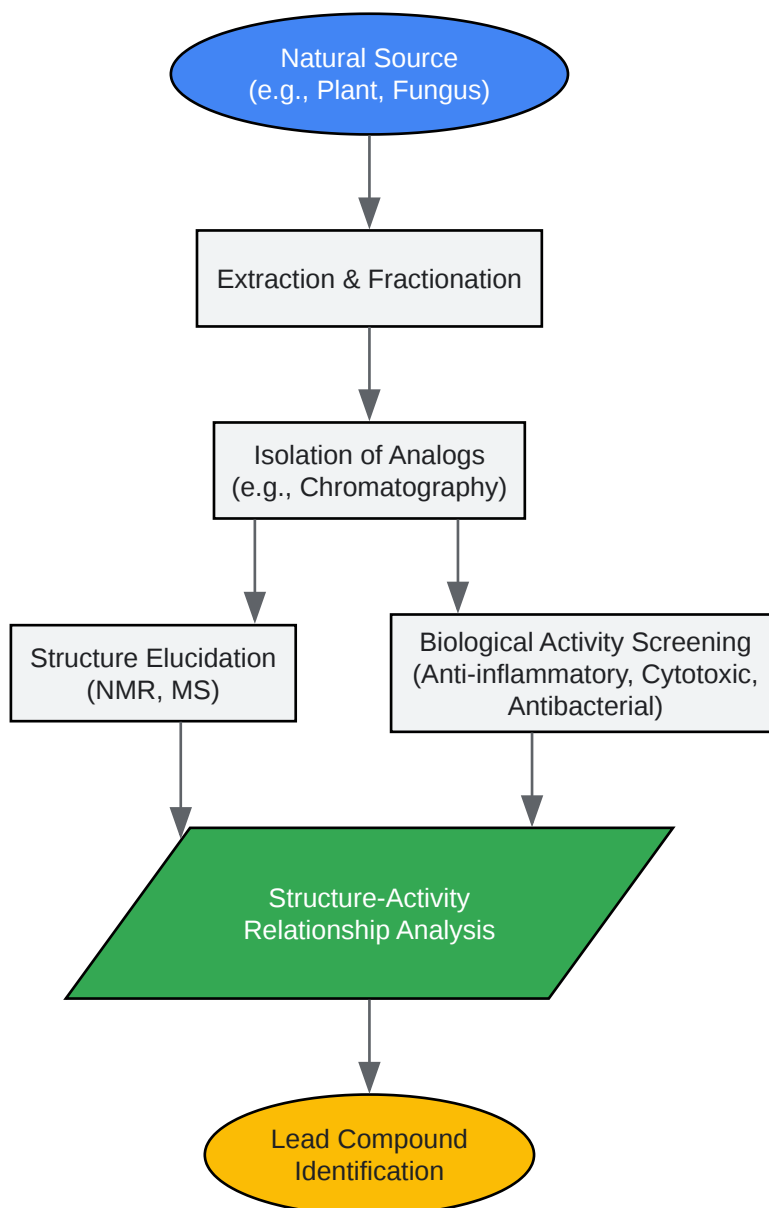 Natural Source
(e.g., Plant, Fungus)
Extraction & Fractionation
Isolation of Analogs
(e.g., Chromatography)
Structure Elucidation
(NMR, MS)
Biological Activity Screening
(Anti-inflammatory, Cytotoxic,
Antibacterial)
Structure-Activity
Relationship Analysis
Lead Compound
Identification